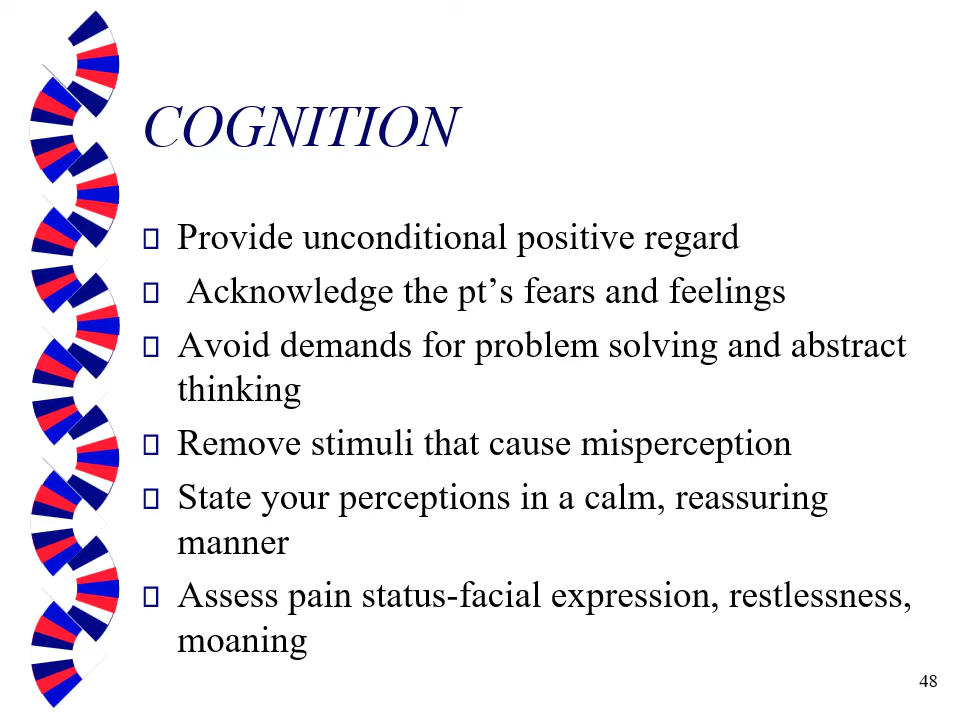 COGNITION
Provide unconditional positive regard
Acknowledge the pt’s fears and feelings
Avoid demands for problem solving and abstract
thinking
Remove stimuli that cause misperception
State your perceptions in a calm, reassuring
manner
Assess pain status-facial expression, restlessness,
moaning
48